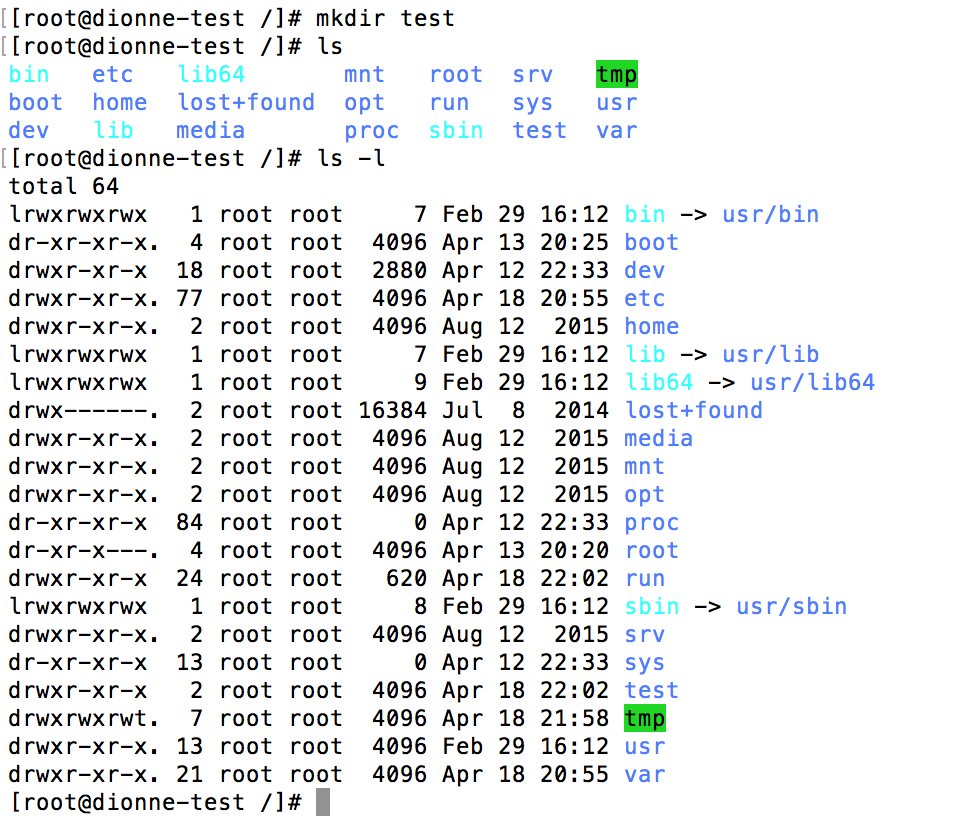 [[root@dionne-test /]# mkdir test
[[root@dionne-test /]# ls
bin   etc   lib64       mnt   root  srv   tmp
boot  home  lost+found  opt   run   sys   usr
dev   lib   media       proc  sbin  test  var
[[root@dionne-test /]# ls -l
total 64
lrwxrwxrwx   1 root root     7 Feb 29 16:12 bin -> usr/bin
dr-xr-xr-x.  4 root root  4096 Apr 13 20:25 boot
drwxr-xr-x  18 root root  2880 Apr 12 22:33 dev
drwxr-xr-x. 77 root root  4096 Apr 18 20:55 etc
drwxr-xr-x.  2 root root  4096 Aug 12  2015 home
lrwxrwxrwx   1 root root     7 Feb 29 16:12 lib -> usr/lib
lrwxrwxrwx   1 root root     9 Feb 29 16:12 lib64 -> usr/lib64
drwx------.  2 root root 16384 Jul  8  2014 lost+found
drwxr-xr-x.  2 root root  4096 Aug 12  2015 media
drwxr-xr-x.  2 root root  4096 Aug 12  2015 mnt
drwxr-xr-x.  2 root root  4096 Aug 12  2015 opt
dr-xr-xr-x  84 root root     0 Apr 12 22:33 proc
dr-xr-x---.  4 root root  4096 Apr 13 20:20 root
drwxr-xr-x  24 root root   620 Apr 18 22:02 run
lrwxrwxrwx   1 root root     8 Feb 29 16:12 sbin -> usr/sbin
drwxr-xr-x.  2 root root  4096 Aug 12  2015 srv
dr-xr-xr-x  13 root root     0 Apr 12 22:33 sys
drwxr-xr-x   2 root root  4096 Apr 18 22:02 test
drwxrwxrwt.  7 root root  4096 Apr 18 21:58 tmp
drwxr-xr-x. 13 root root  4096 Feb 29 16:12 usr
drwxr-xr-x. 21 root root  4096 Apr 18 20:55 var
[root@dionne-test /]#